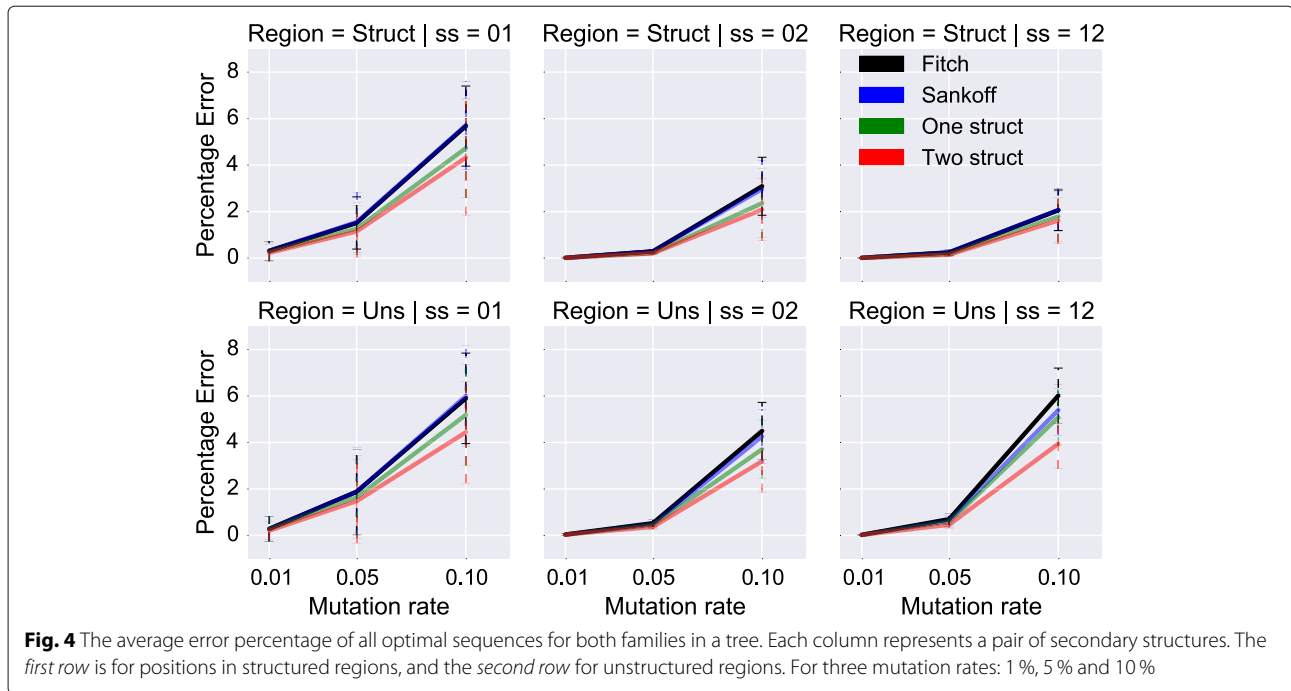 Region = Struct | ss = 01
Region = Struct | ss = 02
Region = Struct | ss = 12
Percentage Error
8
6
4
2
0
Fitch
Sankoff
One struct
Two struct
Region = Uns | ss = 01
Region = Uns | ss = 02
Region = Uns | ss = 12
Percentage Error
8
6
4
2
0
0.01 0.05 0.10
0.01 0.05 0.10
0.01 0.05 0.10
Mutation rate
Mutation rate
Mutation rate
Fig. 4 The average error percentage of all optimal sequences for both families in a tree. Each column represents a pair of secondary structures. The
first row is for positions in structured regions, and the second row for unstructured regions. For three mutation rates: 1 %, 5 % and 10 %